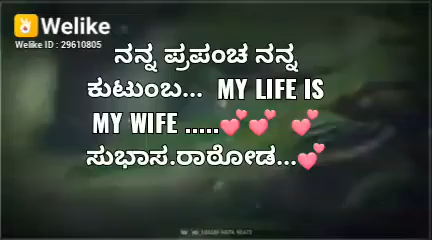 Welike
Welike ID : 29610805
ನನ್ನ ಪ್ರಪಂಚ ನನ್ನ
ಕುಟುಂಬ... MY LIFE IS
MY WIFE .....💕💕 💕
ಸುಭಾಸ.ರಾಠೋಡ...💕